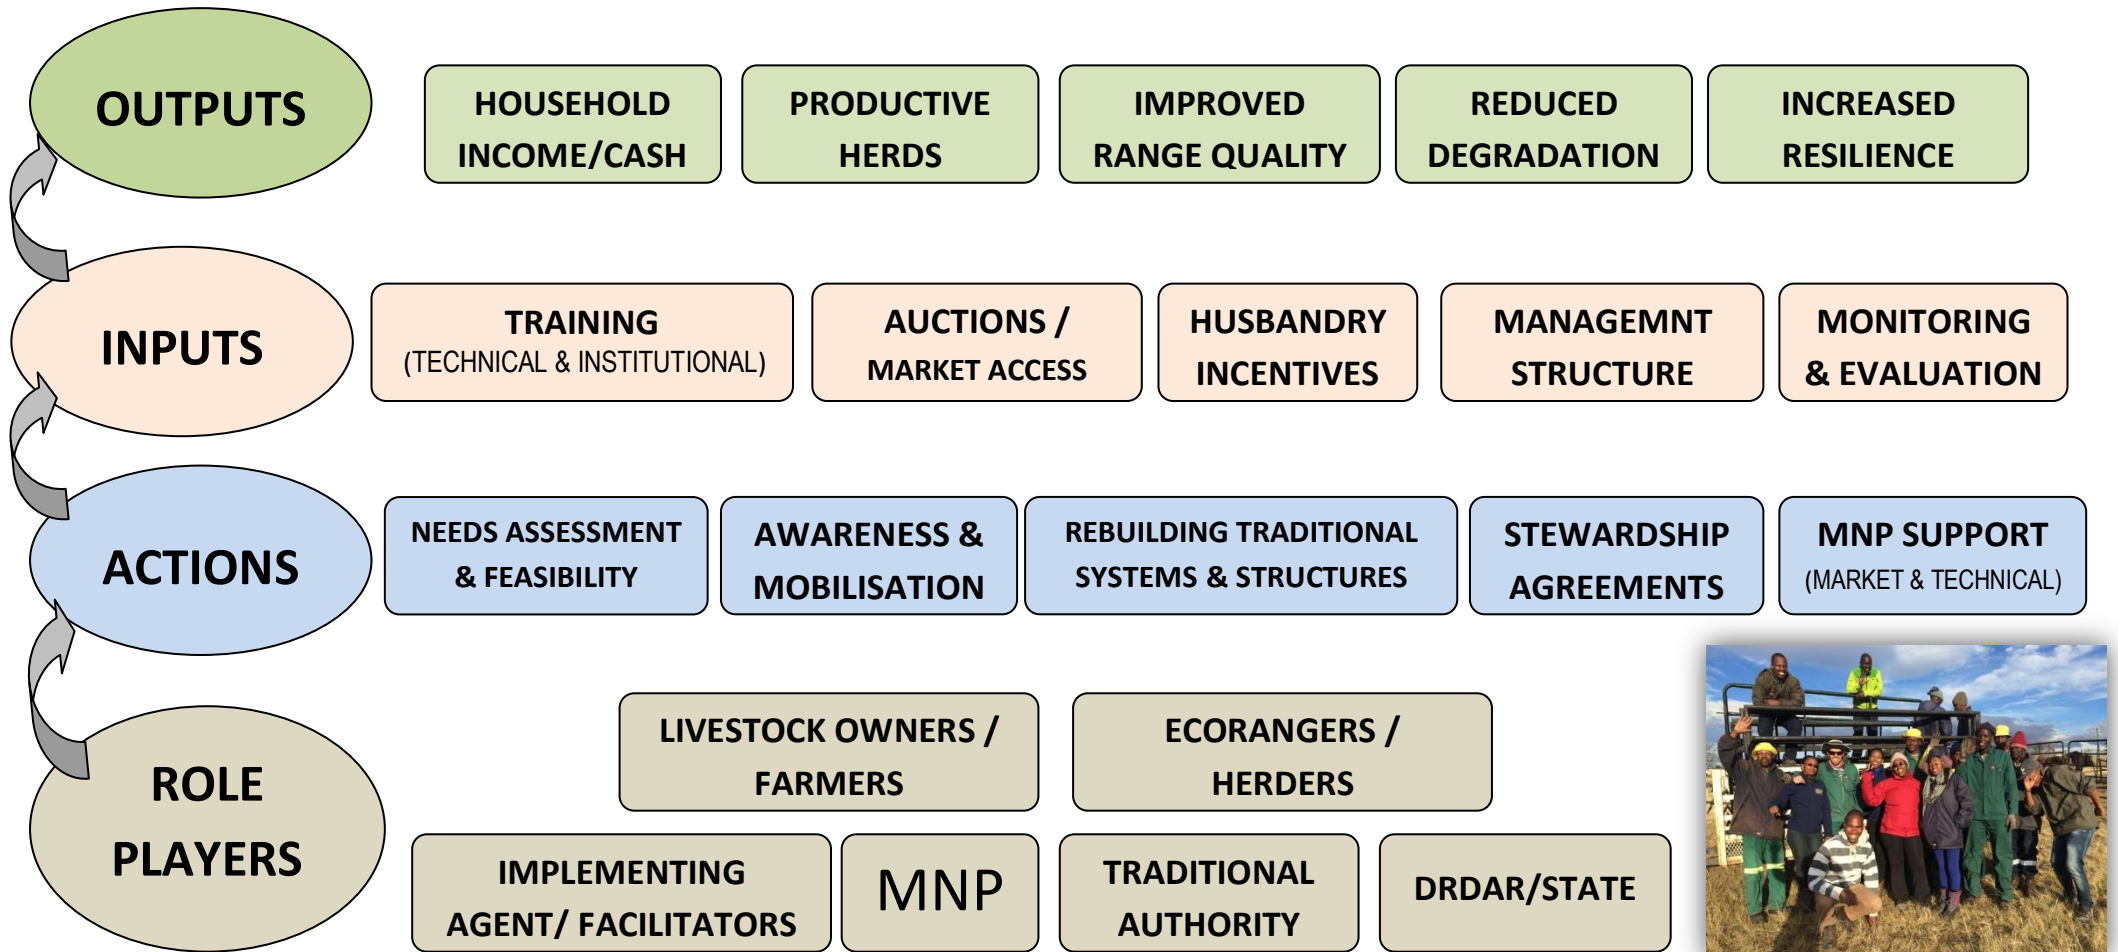 OUTPUTS
HOUSEHOLD
INCOME/CASH
PRODUCTIVE
HERDS
IMPROVED
RANGE QUALITY
REDUCED
DEGRADATION
INCREASED
RESILIENCE
INPUTS
TRAINING
(TECHNICAL & INSTITUTIONAL)
AUCTIONS /
MARKET ACCESS
HUSBANDRY
INCENTIVES
MANAGEMNT
STRUCTURE
MONITORING
& EVALUATION
ACTIONS
NEEDS ASSESSMENT
& FEASIBILITY
AWARENESS &
MOBILISATION
REBUILDING TRADITIONAL
SYSTEMS & STRUCTURES
STEWARDSHIP
AGREEMENTS
MNP SUPPORT
(MARKET & TECHNICAL)
ROLE
PLAYERS
LIVESTOCK OWNERS /
FARMERS
ECORANGERS /
HERDERS
IMPLEMENTING
AGENT/ FACILITATORS
MNP
TRADITIONAL
AUTHORITY
DRDAR/STATE